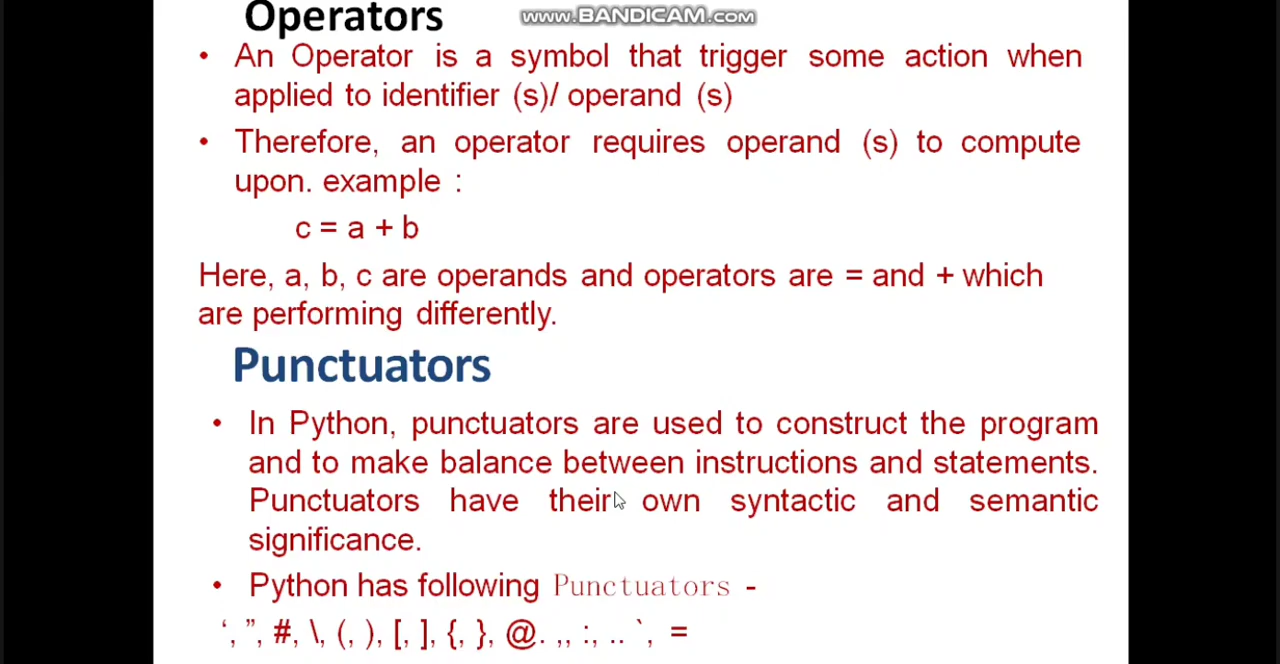 Operators
www.BANDICAM.com
• An Operator is a symbol that trigger some action when
applied to identifier (s)/ operand (s)
• Therefore, an operator requires operand (s) to compute
upon. example :
c = a + b
Here, a, b, c are operands and operators are = and + which
are performing differently.
Punctuators
• In Python, punctuators are used to construct the program
and to make balance between instructions and statements.
Punctuators have their own syntactic and semantic
significance.
• Python has following Punctuators -
‘, ”, #, \, (, ), [, ], {, }, @. ,, :, .. `, =